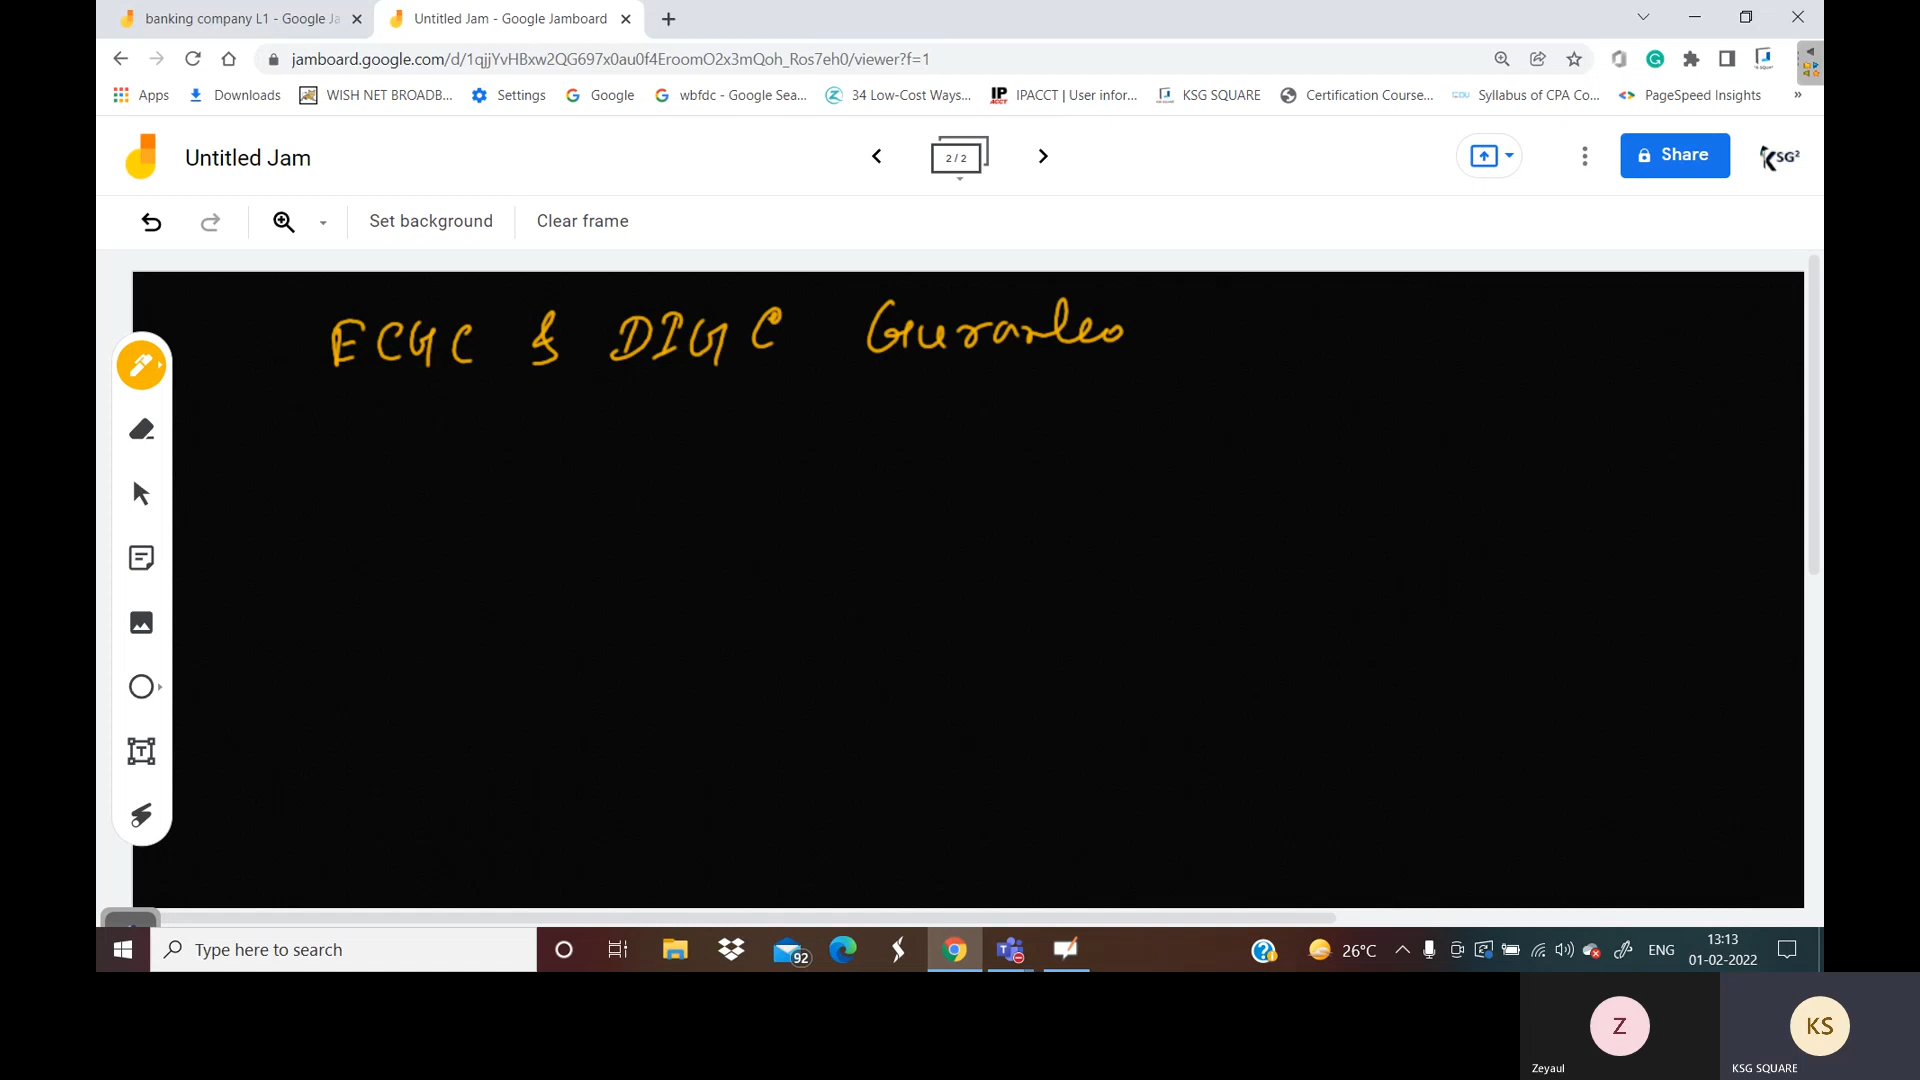 banking company L1 - Google Ja
Untitled Jam - Google Jamboard
jamboard.google.com/d/1qjjYvHBxw2QG697x0au0f4EroomO2x3mQoh_Ros7eh0/viewer?f=1
Apps Downloads WISH NET BROADB... Settings Google wbfdc - Google Sea... 34 Low-Cost Ways... IPACCT | User infor... KSG SQUARE Certification Course... Syllabus of CPA Co... PageSpeed Insights »
Untitled Jam 2 / 2 Share KSG²
Set background Clear frame
ECGC & DIGC Gurantee
Type here to search 92 26°C ENG 13:13
01-02-2022
Z KS
Zeyaul KSG SQUARE